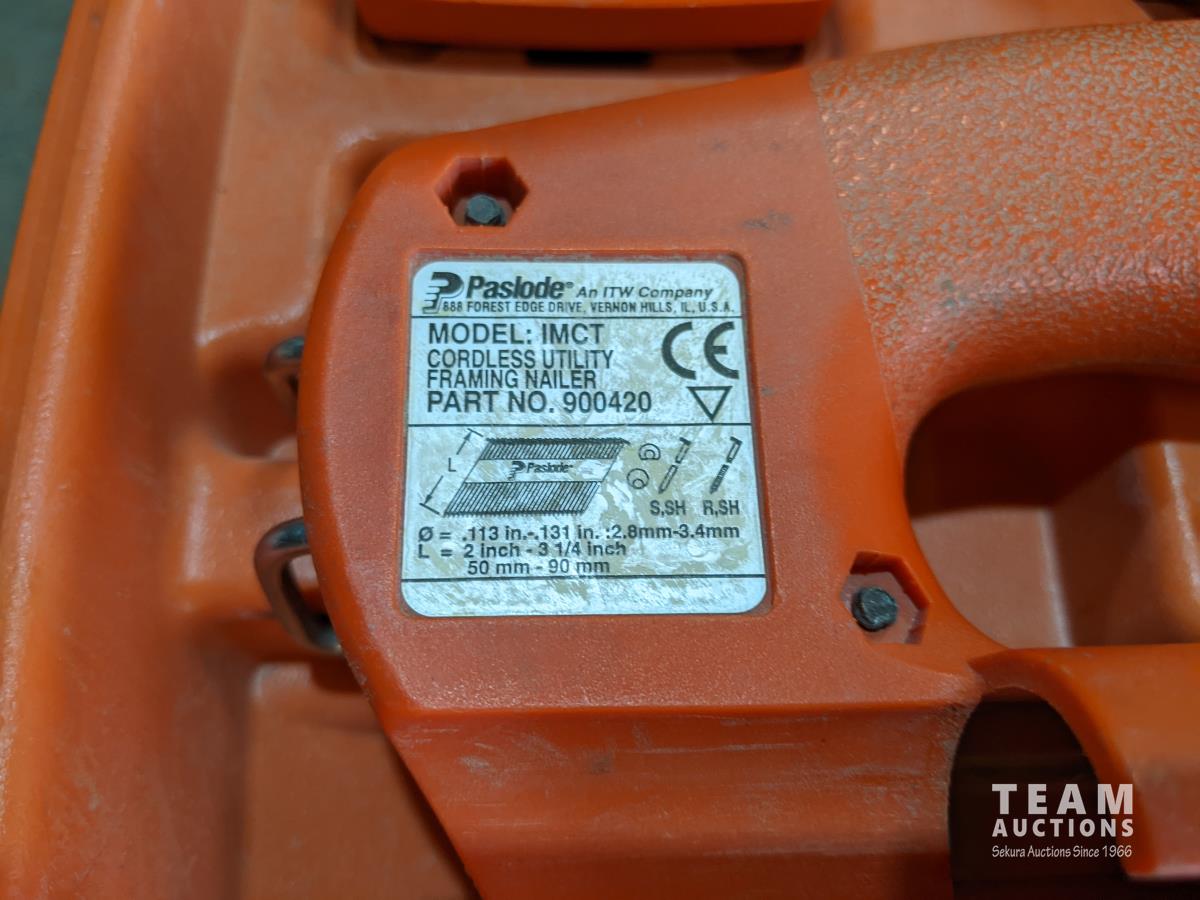 Paslode® An ITW Company
888 FOREST EDGE DRIVE, VERNON HILLS, IL, U.S.A.
MODEL: IMCT
CORDLESS UTILITY
FRAMING NAILER
PART NO. 900420
CE
L
Paslode®
S,SH R,SH
Ø = .113 in.-.131 in. :2.8mm-3.4mm
L = 2 inch - 3 1/4 inch
50 mm - 90 mm
TEAM
AUCTIONS
Sekura Auctions Since 1966